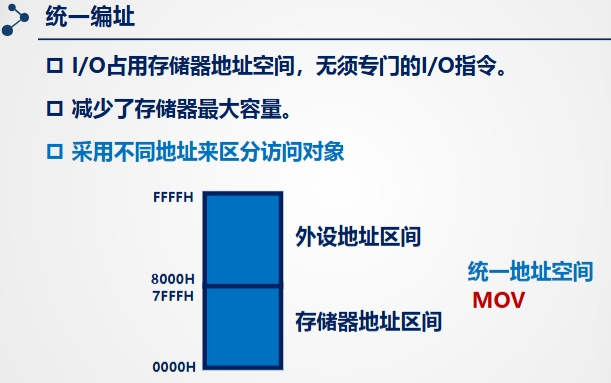 统一编址
I/O占用存储器地址空间，无须专门的I/O指令。
减少了存储器最大容量。
采用不同地址来区分访问对象
FFFFH
外设地址区间
8000H
7FFFH
统一地址空间
MOV
存储器地址区间
0000H